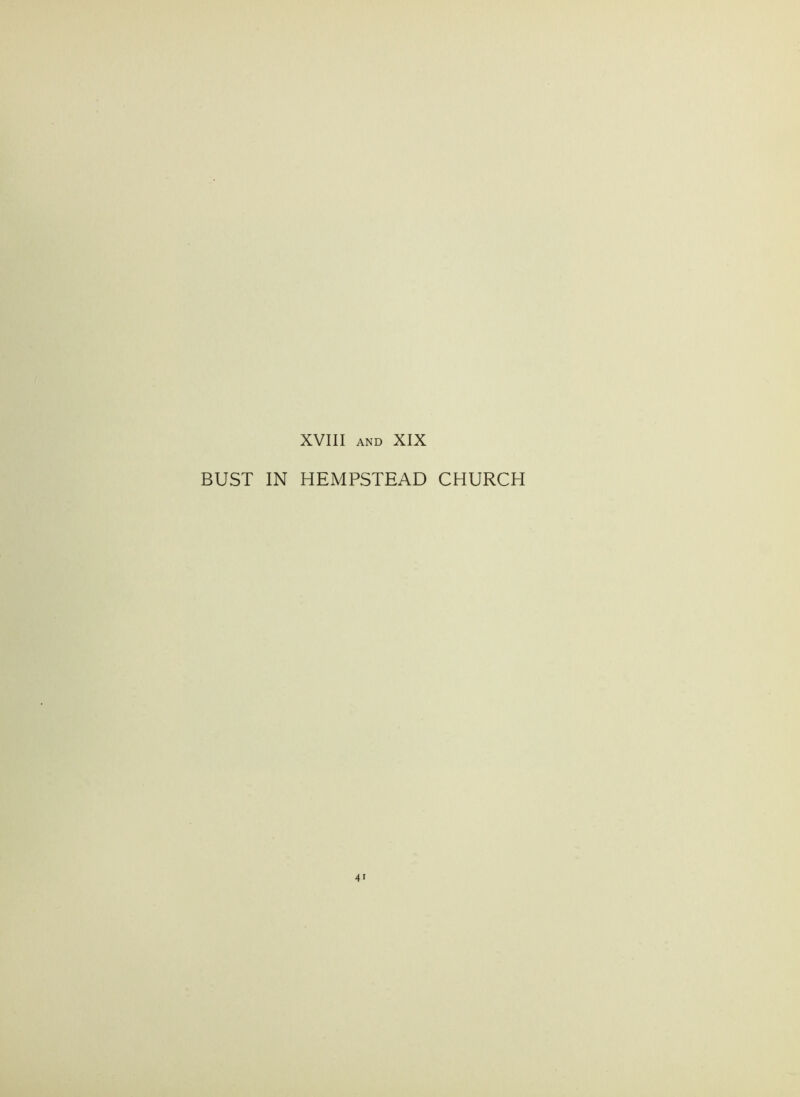 XVIII AND XIX
BUST IN HEMPSTEAD CHURCH
41